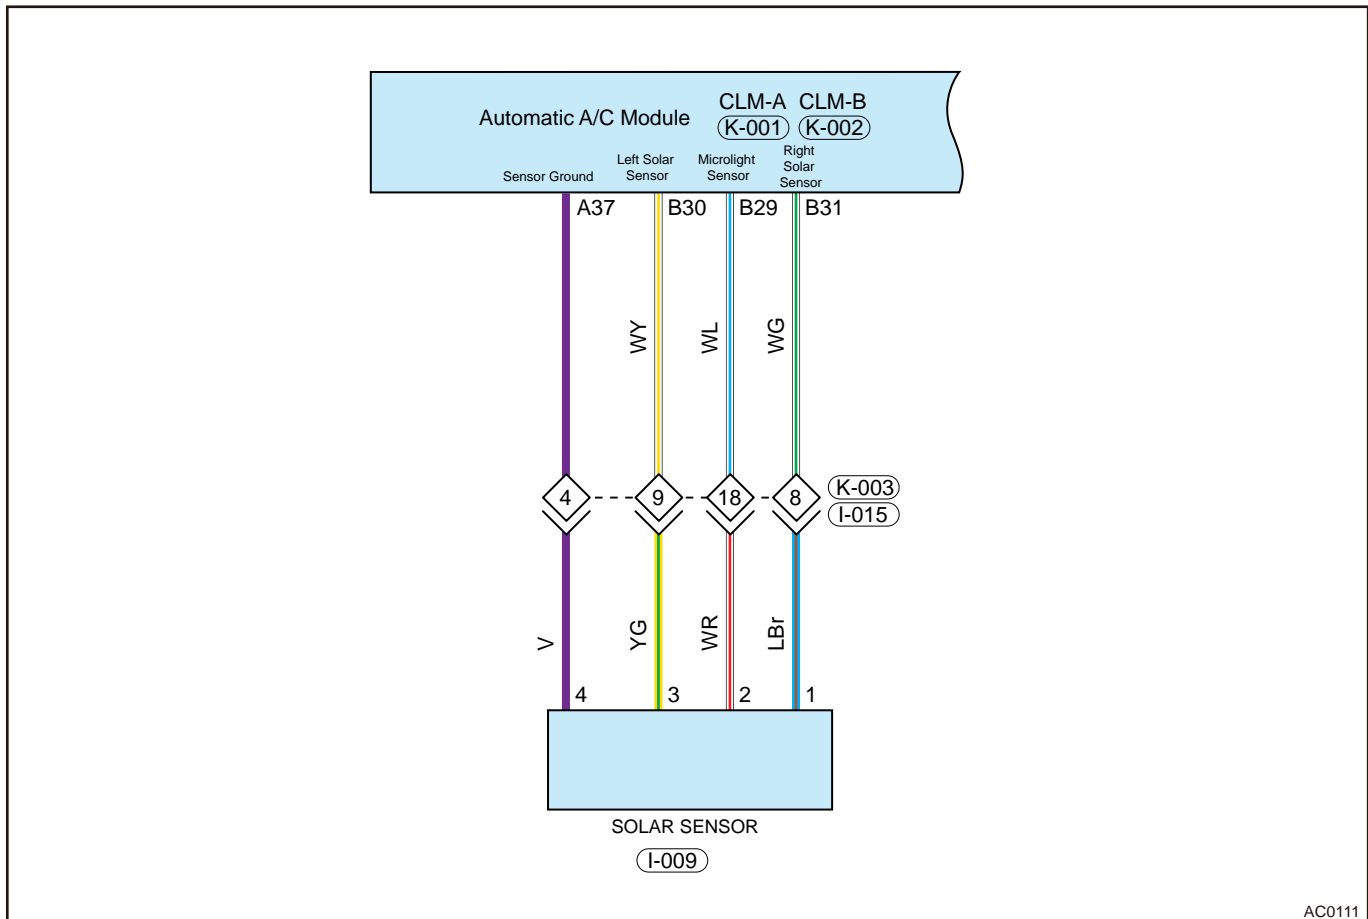 Automatic A/C Module
CLM-A CLM-B
K-001 K-002
Sensor Ground
Left Solar
Sensor
Microlight
Sensor
Right
Solar
Sensor
A37 B30 B29 B31
WY WL WG
4 9 18 8
K-003
I-015
V YG WR LBr
4 3 2 1
SOLAR SENSOR
I-009
AC0111